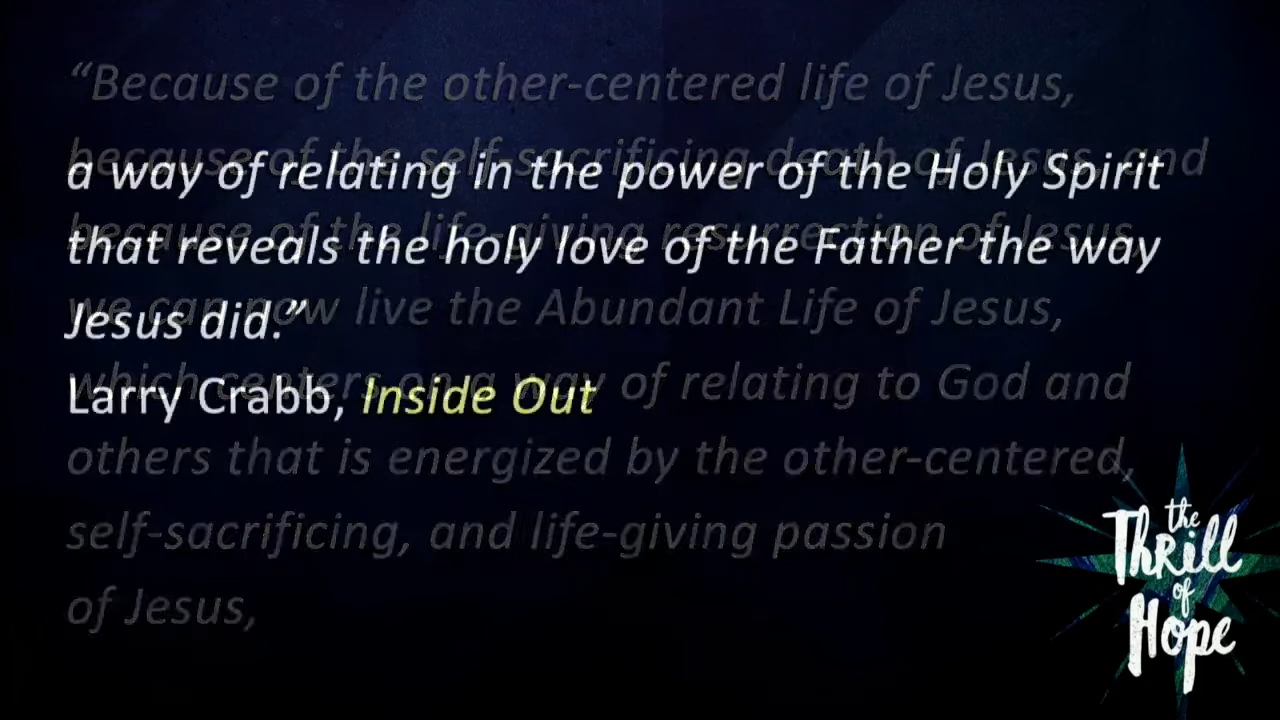 “Because of the other-centered life of Jesus,
because of the self-sacrificing death of Jesus, and
because of the life-giving resurrection of Jesus
we can now live the Abundant Life of Jesus,
which centers on a way of relating to God and
others that is energized by the other-centered,
self-sacrificing, and life-giving passion
of Jesus,
a way of relating in the power of the Holy Spirit
that reveals the holy love of the Father the way
Jesus did.”
Larry Crabb, Inside Out
the
Thrill
of
Hope